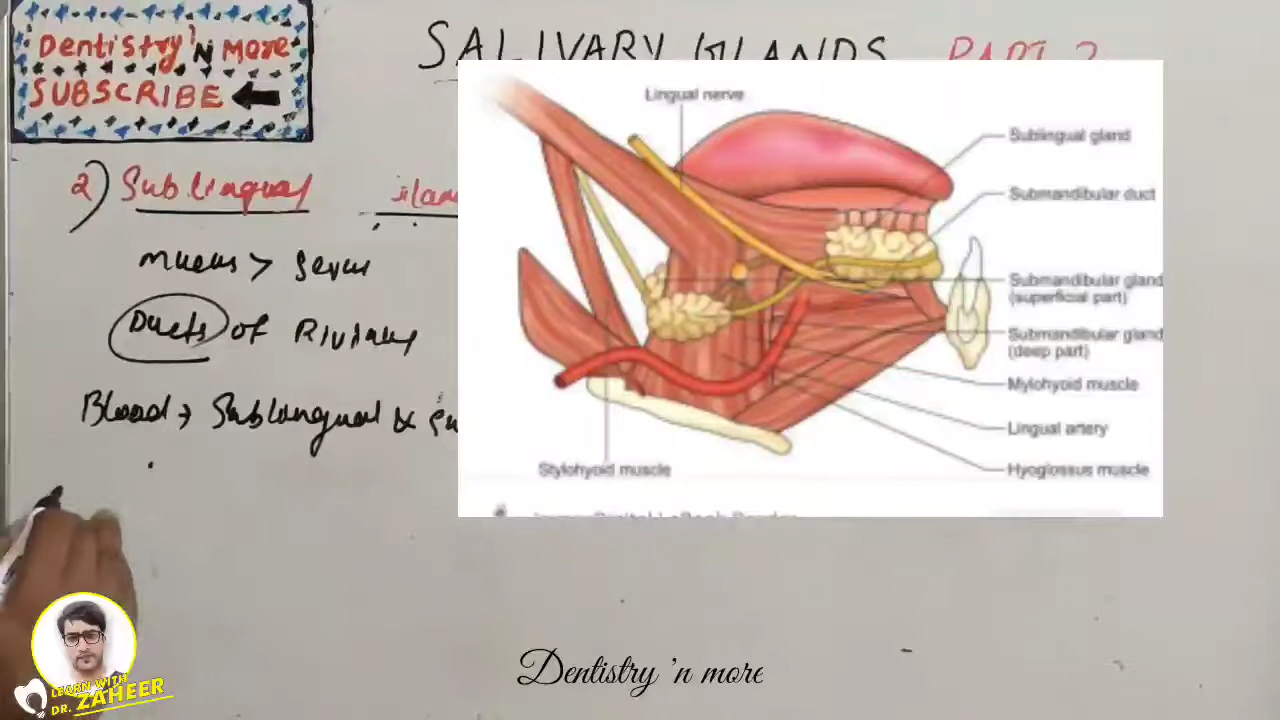 Dentistry 'N More
SUBSCRIBE
SALIVARY GLANDS PART 2
2) Sublingual
mucus > serus
Ducts of Rivinus
Blood → Sublingual &
Lingual nerve
Sublingual gland
Submandibular duct
Submandibular gland
(superficial part)
Submandibular gland
(deep part)
Mylohyoid muscle
Lingual artery
Hyoglossus muscle
Stylohyoid muscle
Dentistry 'n more
LEARN WITH
DR. ZAHEER